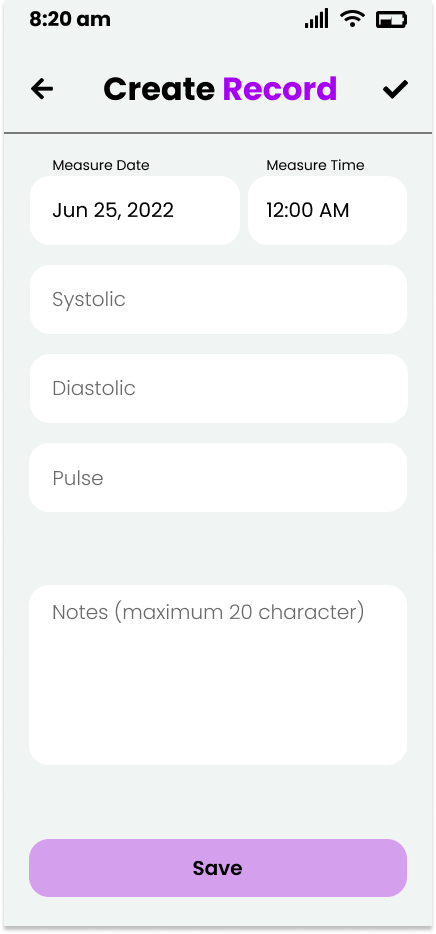 8:20 am
Create Record
Measure Date Measure Time
Jun 25, 2022 12:00 AM
Systolic
Diastolic
Pulse
Notes (maximum 20 character)
Save